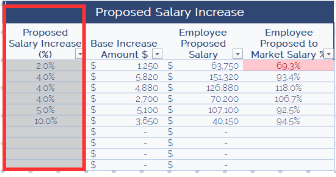 Proposed Salary Increase
Proposed Salary Increase (%) Base Increase Amount $ Employee Proposed Salary Employee Proposed to Market Salary %
2.0% $ 1,250 $ 63,750 69.3%
4.0% $ 5,820 $ 151,320 93.4%
4.0% $ 4,880 $ 126,880 118.0%
4.0% $ 2,700 $ 70,200 106.7%
5.0% $ 5,100 $ 107,100 92.5%
10.0% $ 3,650 $ 40,150 94.5%
$ - $ -
$ - $ -
$ - $ -